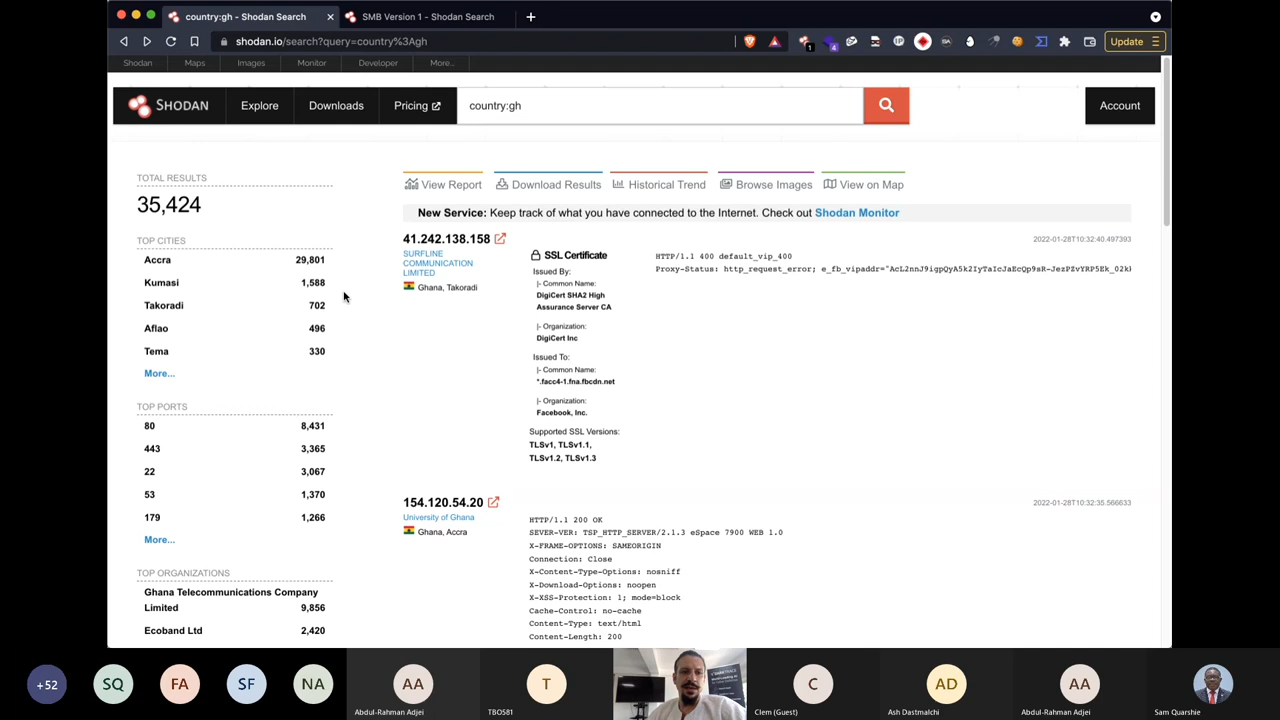 country:gh - Shodan Search
SMB Version 1 - Shodan Search
shodan.io/search?query=country%3Agh
Update
Shodan Maps Images Monitor Developer More...
SHODAN Explore Downloads Pricing country:gh Account
TOTAL RESULTS
35,424
TOP CITIES
Accra 29,801
Kumasi 1,588
Takoradi 702
Aflao 496
Tema 330
More...
TOP PORTS
80 8,431
443 3,365
22 3,067
53 1,370
179 1,266
More...
TOP ORGANIZATIONS
Ghana Telecommunications Company
Limited 9,856
Ecoband Ltd 2,420
View Report Download Results Historical Trend Browse Images View on Map
New Service: Keep track of what you have connected to the Internet. Check out Shodan Monitor
41.242.138.158
SURFLINE
COMMUNICATION
LIMITED
Ghana, Takoradi
SSL Certificate
Issued By:
|- Common Name:
DigiCert SHA2 High
Assurance Server CA
|- Organization:
DigiCert Inc
Issued To:
|- Common Name:
*.facc4-1.fna.fbcdn.net
|- Organization:
Facebook, Inc.
Supported SSL Versions:
TLSv1, TLSv1.1,
TLSv1.2, TLSv1.3
2022-01-28T10:32:40.497393
HTTP/1.1 400 default_vip_400
Proxy-Status: http_request_error;
154.120.54.20
University of Ghana
Ghana, Accra
2022-01-28T10:32:35.566633
HTTP/1.1 200 OK
SEVER-VER: TSP_HTTP_SERVER/2.1.3 eSpace 7900 WEB 1.0
X-FRAME-OPTIONS: SAMEORIGIN
Connection: Close
X-Content-Type-Options: nosniff
X-Download-Options: noopen
X-XSS-Protection: 1; mode=block
Cache-Control: no-cache
Content-Type: text/html
Content-Length: 200
+52 SQ FA SF NA AA T C AD AA
Abdul-Rahman Adjei TBOS81 Clem (Guest) Ash Dastmalchi Abdul-Rahman Adjei Sam Quarshie